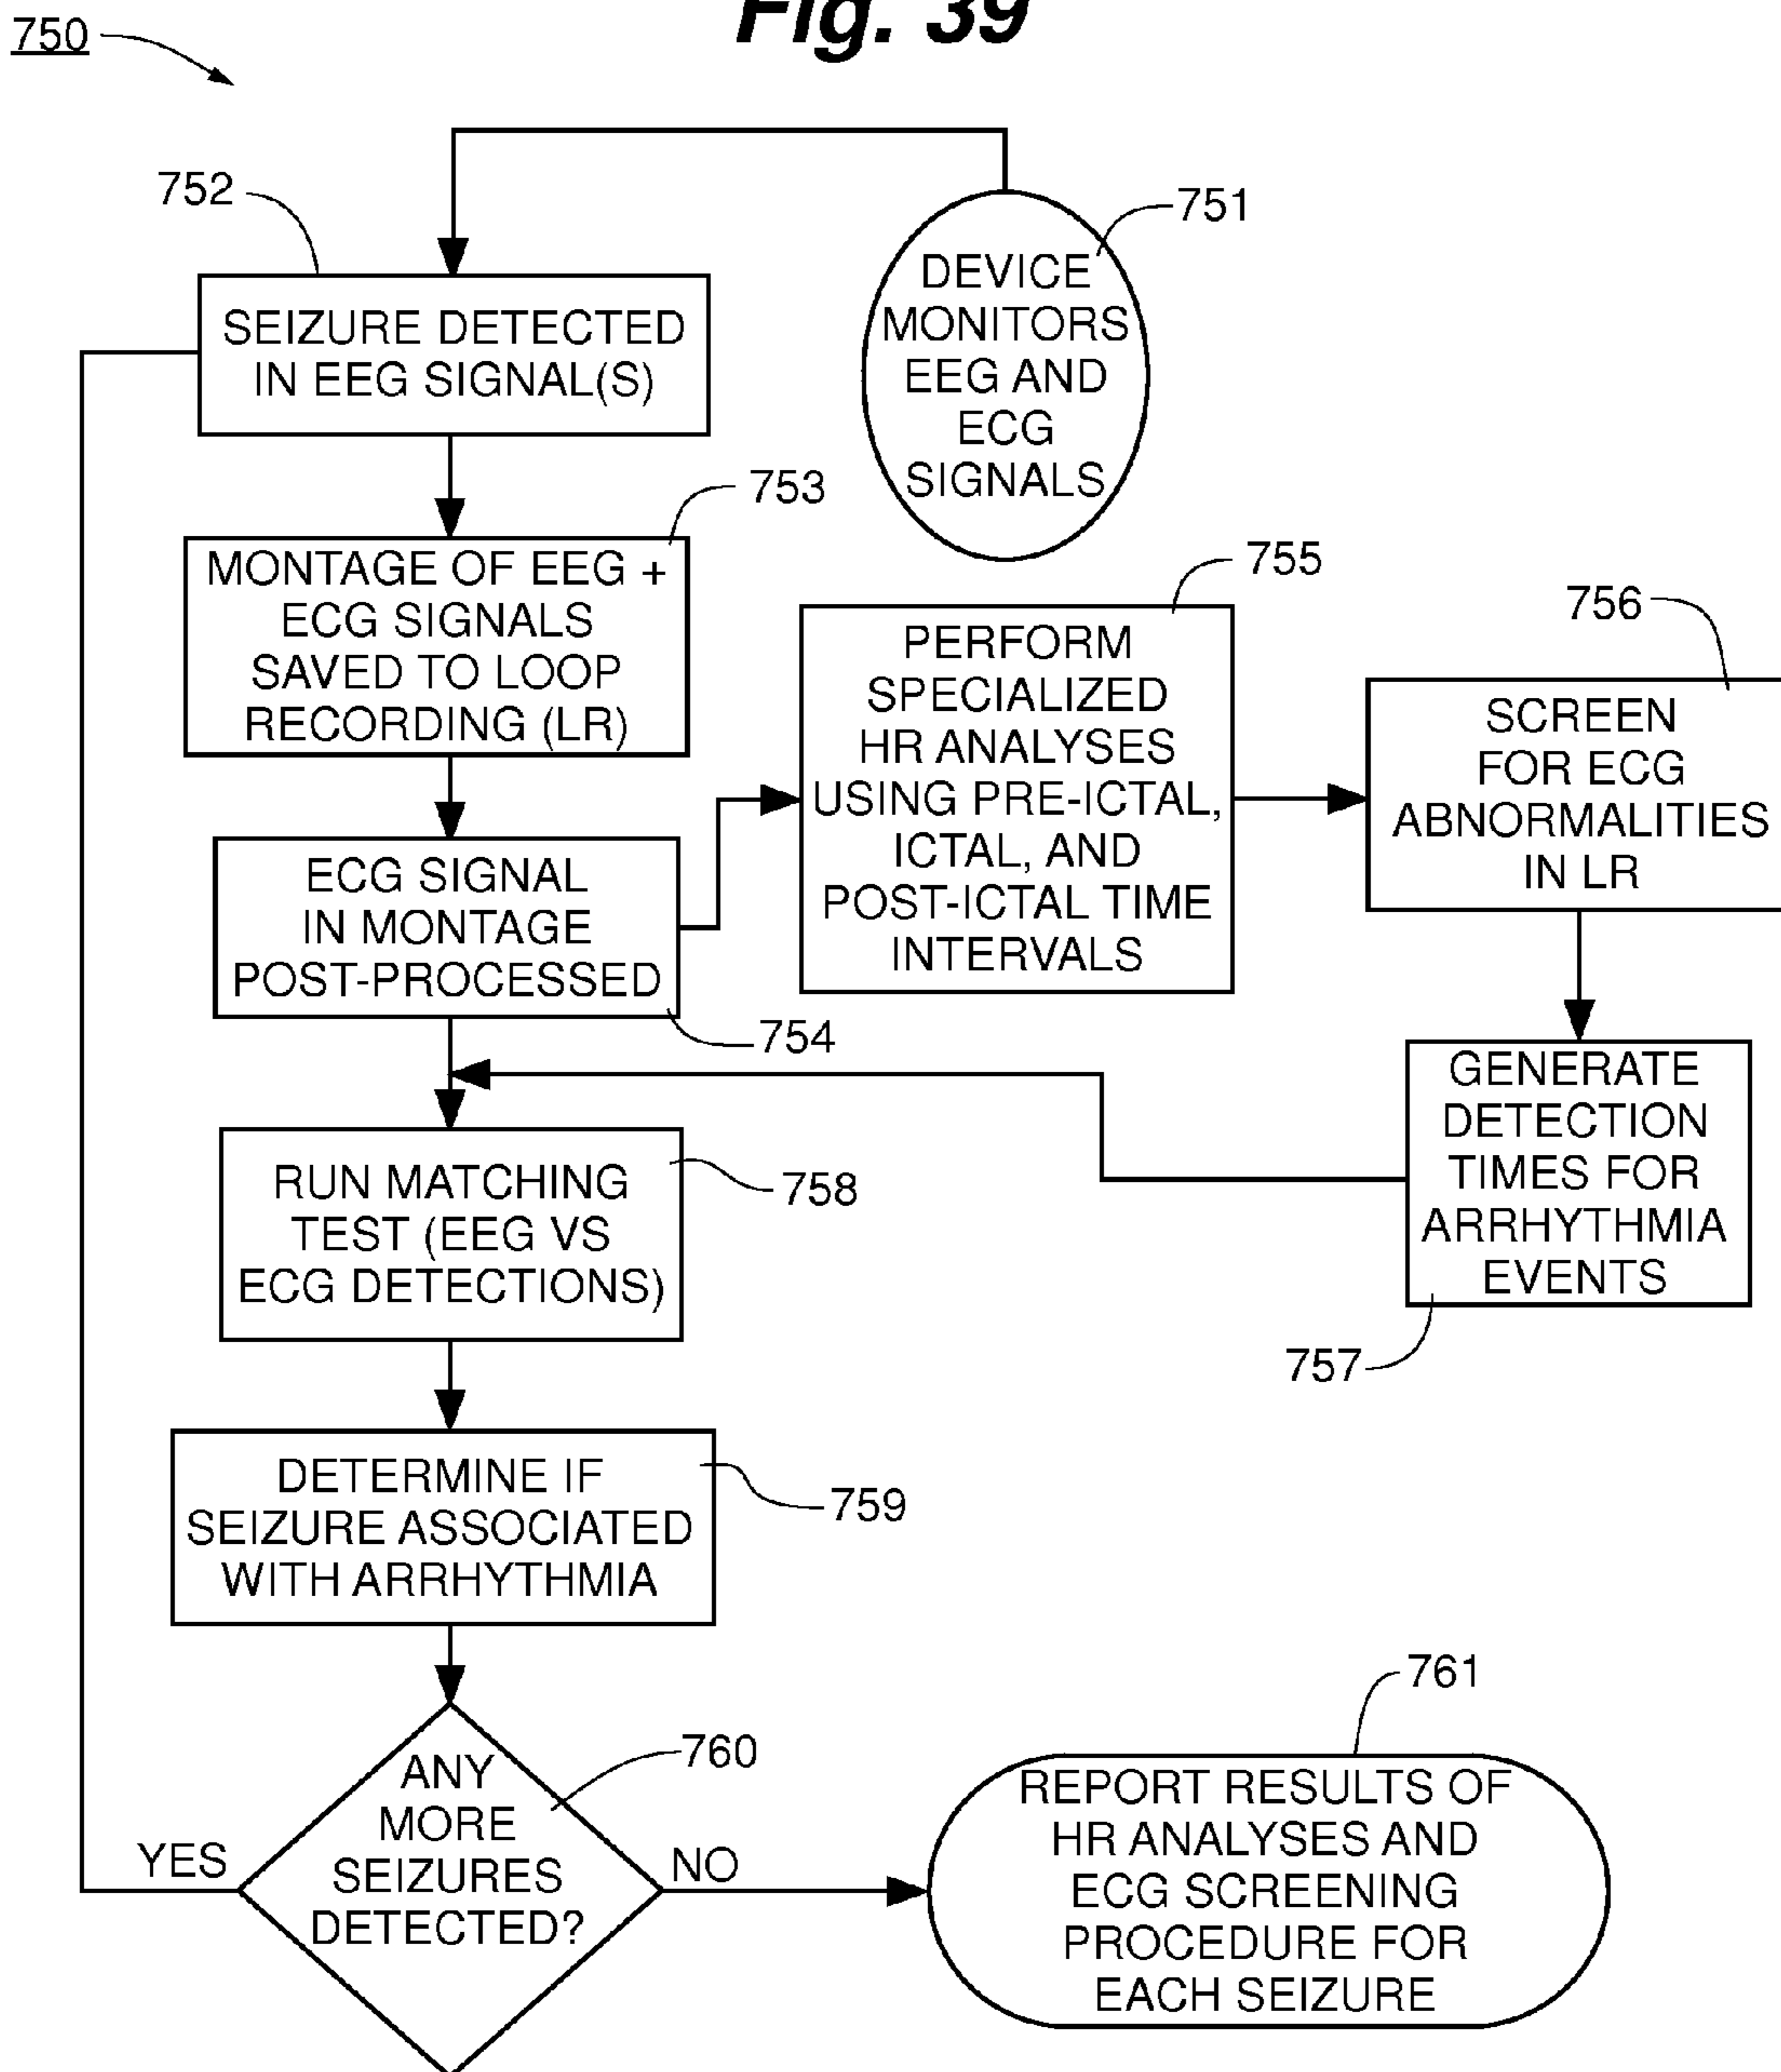 Fig. 39
750
752
751
DEVICE
MONITORS
EEG AND
ECG
SIGNALS
SEIZURE DETECTED
IN EEG SIGNAL(S)
753
MONTAGE OF EEG +
ECG SIGNALS
SAVED TO LOOP
RECORDING (LR)
755
PERFORM
SPECIALIZED
HR ANALYSES
USING PRE-ICTAL,
ICTAL, AND
POST-ICTAL TIME
INTERVALS
756
SCREEN
FOR ECG
ABNORMALITIES
IN LR
ECG SIGNAL
IN MONTAGE
POST-PROCESSED
754
GENERATE
DETECTION
TIMES FOR
ARRHYTHMIA
EVENTS
757
RUN MATCHING
TEST (EEG VS
ECG DETECTIONS)
758
DETERMINE IF
SEIZURE ASSOCIATED
WITH ARRHYTHMIA
759
ANY
MORE
SEIZURES
DETECTED?
760
YES
NO
761
REPORT RESULTS OF
HR ANALYSES AND
ECG SCREENING
PROCEDURE FOR
EACH SEIZURE